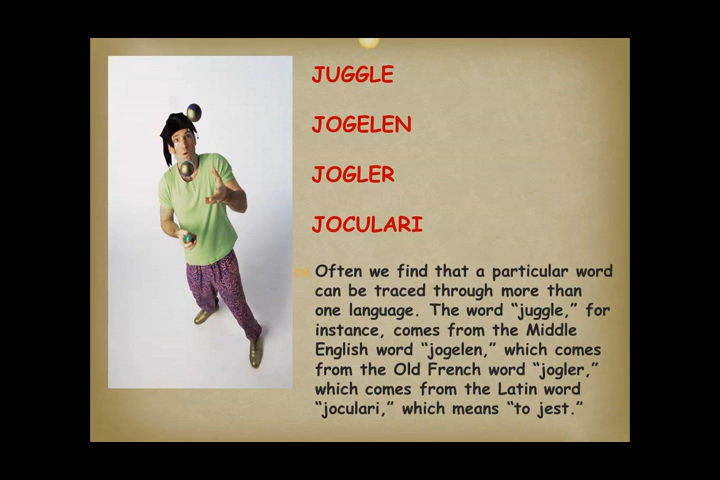 JUGGLE
JOGELEN
JOGLER
JOCULARI
Often we find that a particular word
can be traced through more than
one language. The word “juggle,” for
instance, comes from the Middle
English word “jogelen,” which comes
from the Old French word “jogler,”
which comes from the Latin word
“joculari,” which means “to jest.”